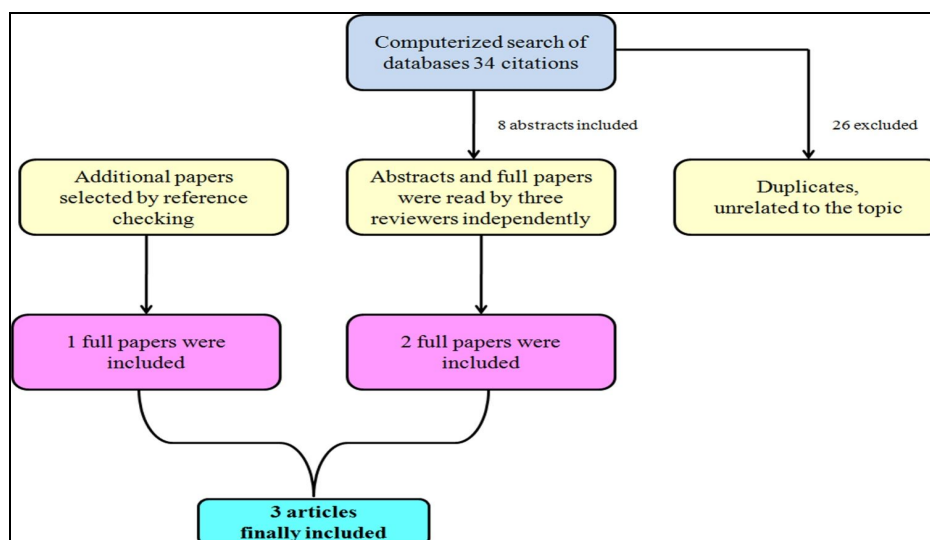 Computerized search of
databases 34 citations
8 abstracts included
26 excluded
Additional papers
selected by reference
checking
Abstracts and full papers
were read by three
reviewers independently
Duplicates,
unrelated to the topic
1 full papers were
included
2 full papers were
included
3 articles
finally included